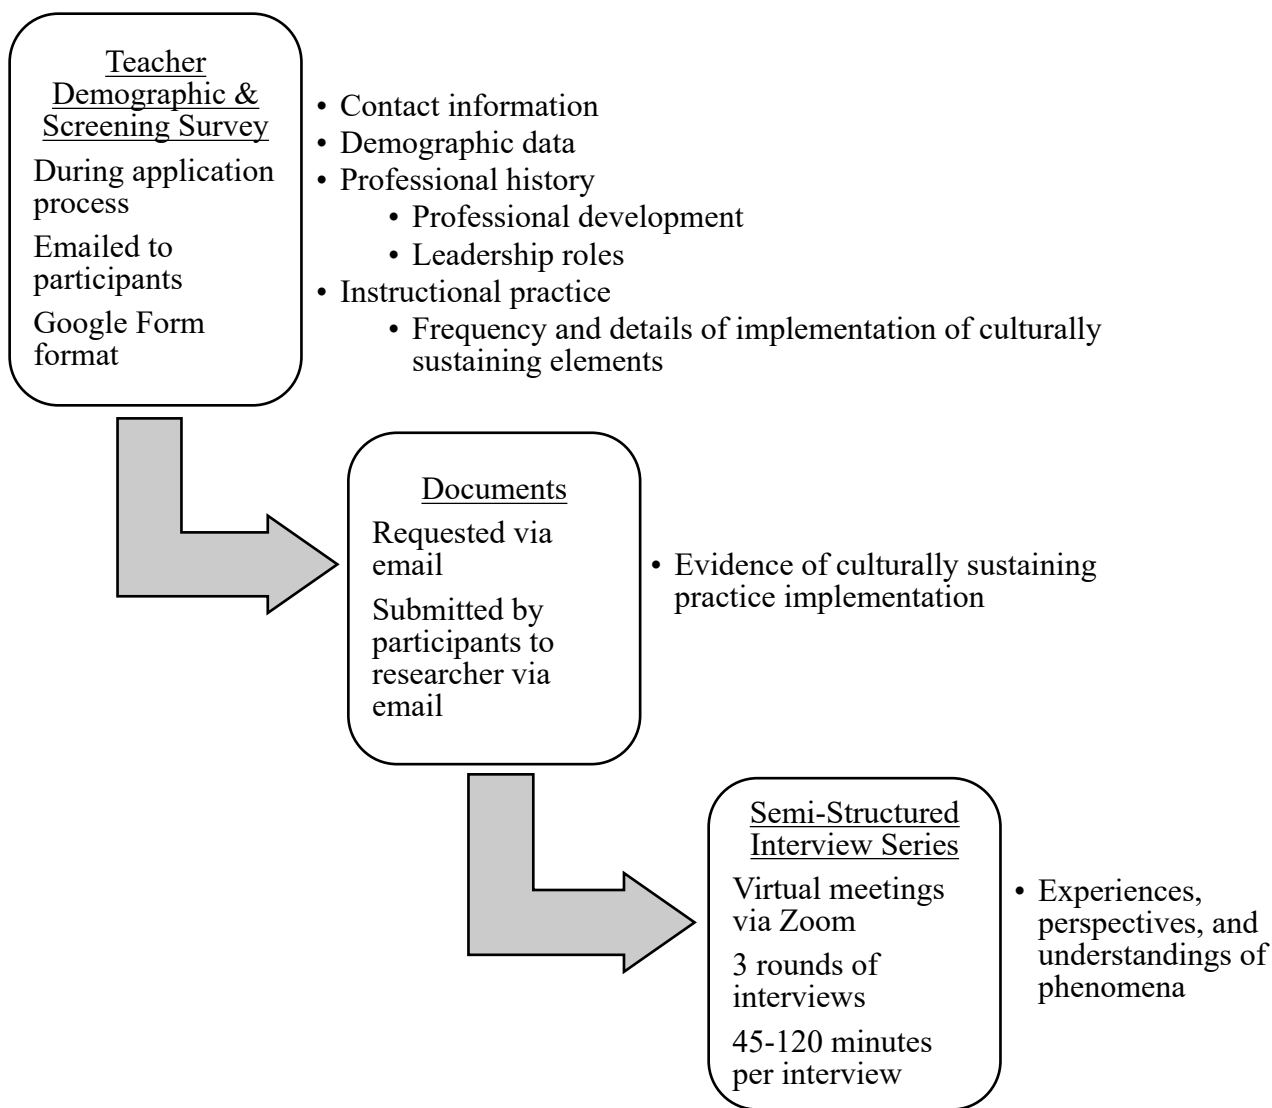 Teacher
Demographic &
Screening Survey
During application
process
Emailed to
participants
Google Form
format
• Contact information
• Demographic data
• Professional history
• Professional development
• Leadership roles
• Instructional practice
• Frequency and details of implementation of culturally
sustaining elements
Documents
Requested via
email
Submitted by
participants to
researcher via
email
• Evidence of culturally sustaining
practice implementation
Semi-Structured
Interview Series
Virtual meetings
via Zoom
3 rounds of
interviews
45-120 minutes
per interview
• Experiences,
perspectives, and
understandings of
phenomena